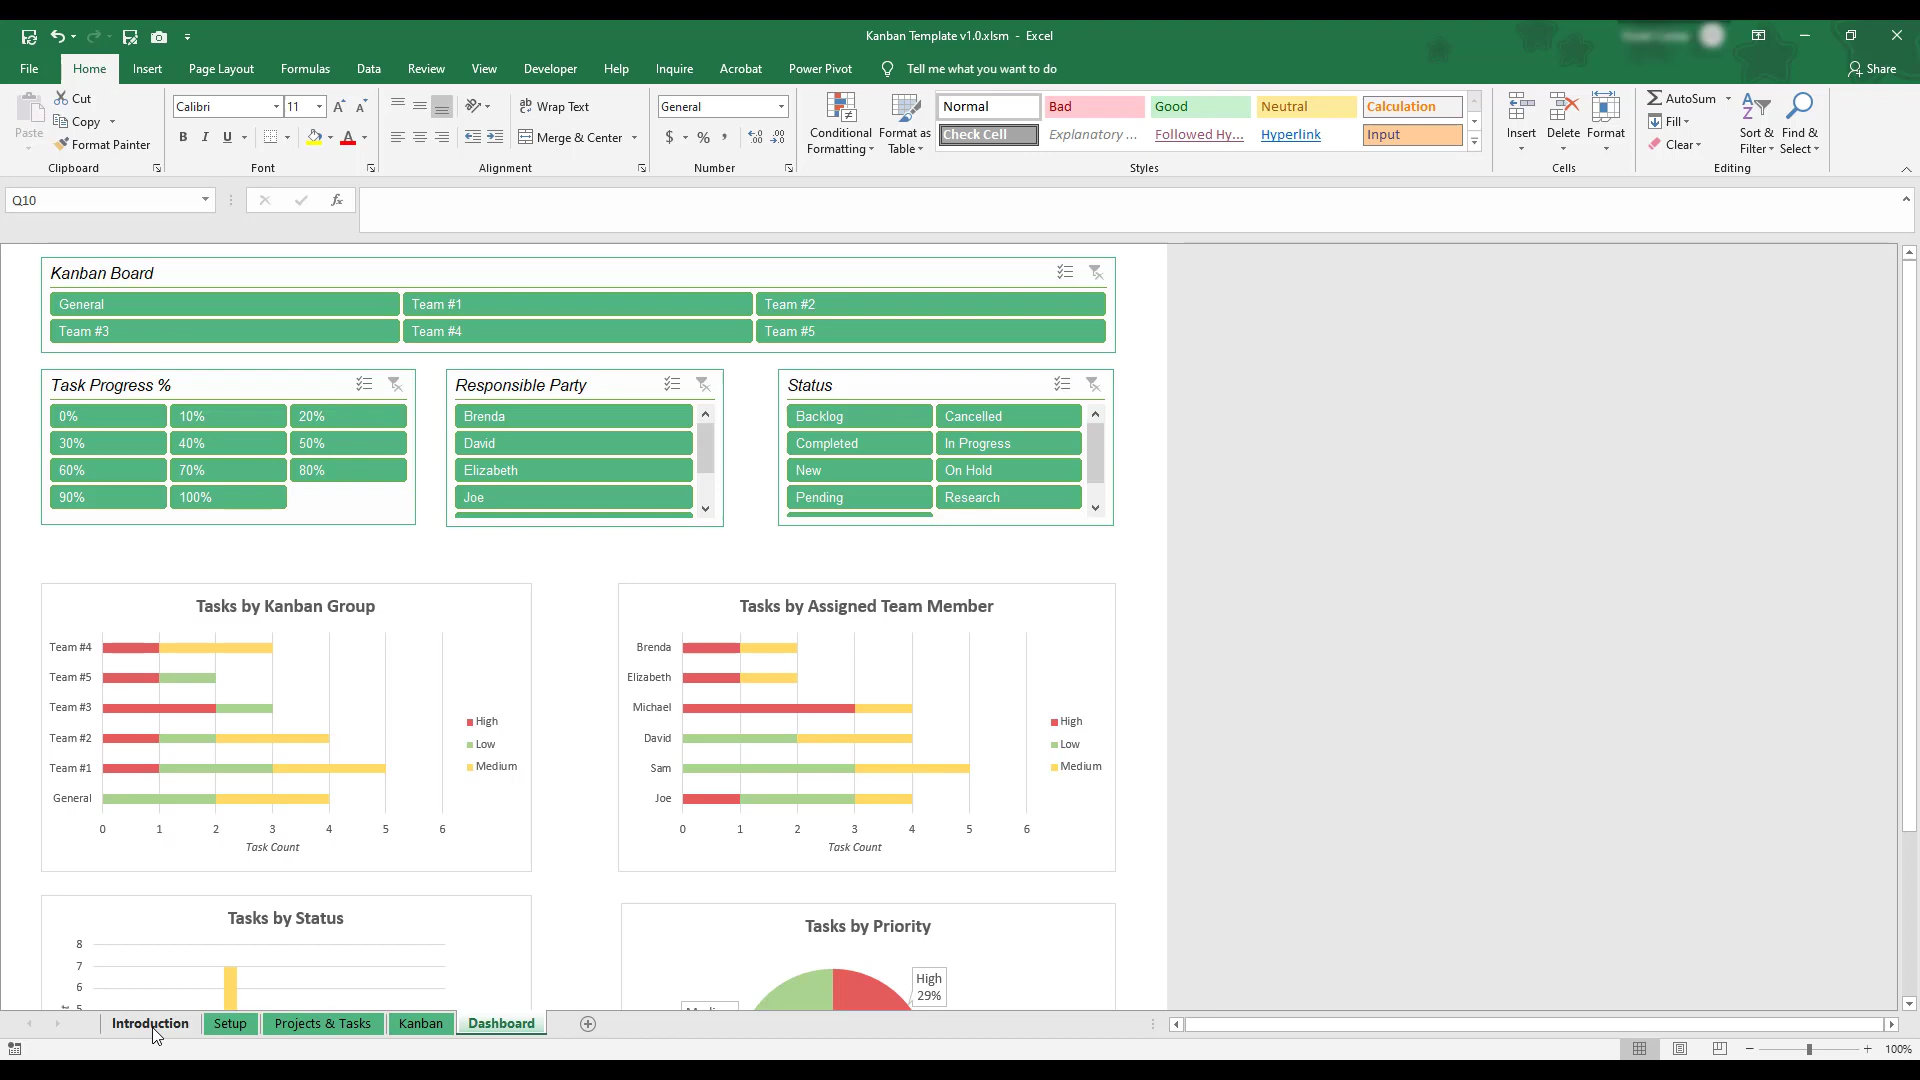 Kanban Template v1.0.xlsm - Excel
File Home Insert Page Layout Formulas Data Review View Developer Help Inquire Acrobat Power Pivot Tell me what you want to do Share
Paste
Cut
Copy
Format Painter
Clipboard
Calibri 11
B I U A
Font
Wrap Text
Merge & Center
Alignment
General
$ % ,
Number
Conditional Formatting
Format as Table
Normal Bad Good Neutral Calculation
Check Cell Explanatory ... Followed Hy... Hyperlink Input
Styles
Insert Delete Format
Cells
AutoSum
Fill
Clear
Sort & Filter
Find & Select
Editing
Q10
fx
Kanban Board
General Team #1 Team #2
Team #3 Team #4 Team #5
Task Progress %
0% 10% 20%
30% 40% 50%
60% 70% 80%
90% 100%
Responsible Party
Brenda
David
Elizabeth
Joe
Status
Backlog Cancelled
Completed In Progress
New On Hold
Pending Research
Tasks by Kanban Group
Team #4
Team #5
Team #3
Team #2
Team #1
General
0 1 2 3 4 5 6
Task Count
High
Low
Medium
Tasks by Assigned Team Member
Brenda
Elizabeth
Michael
David
Sam
Joe
0 1 2 3 4 5 6
Task Count
High
Low
Medium
Tasks by Status
8
7
6
Tasks by Priority
High
29%
Introduction Setup Projects & Tasks Kanban Dashboard
100%